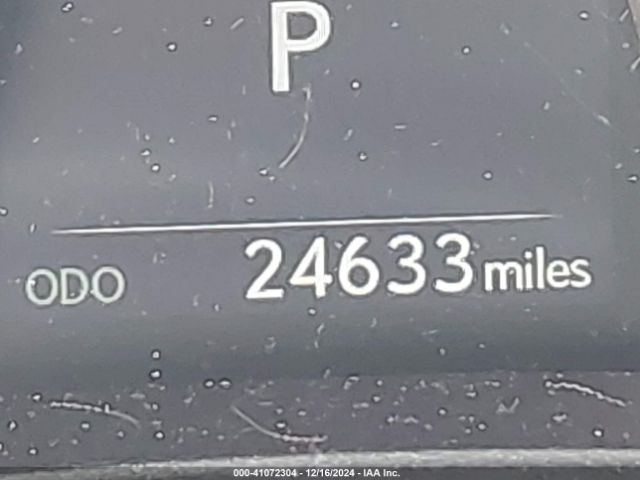 P
ODO 24633 miles
000-41072304 - 12/16/2024 - IAA Inc.